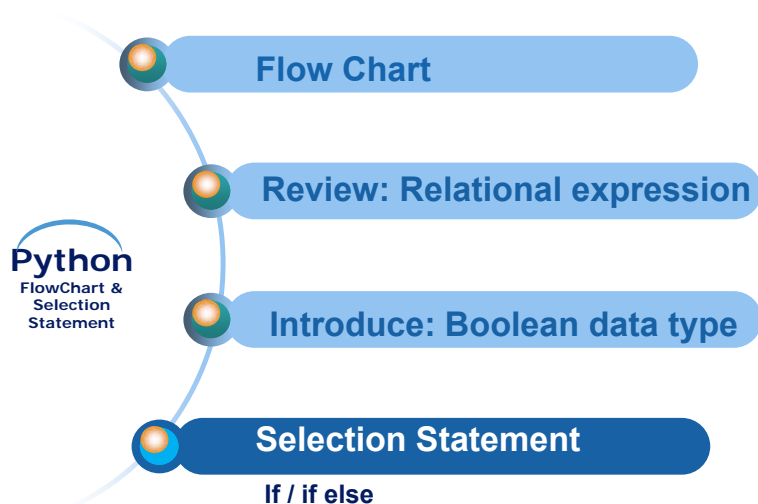 Flow Chart
Review: Relational expression
Python
FlowChart &
Selection
Statement
Introduce: Boolean data type
Selection Statement
If / if else